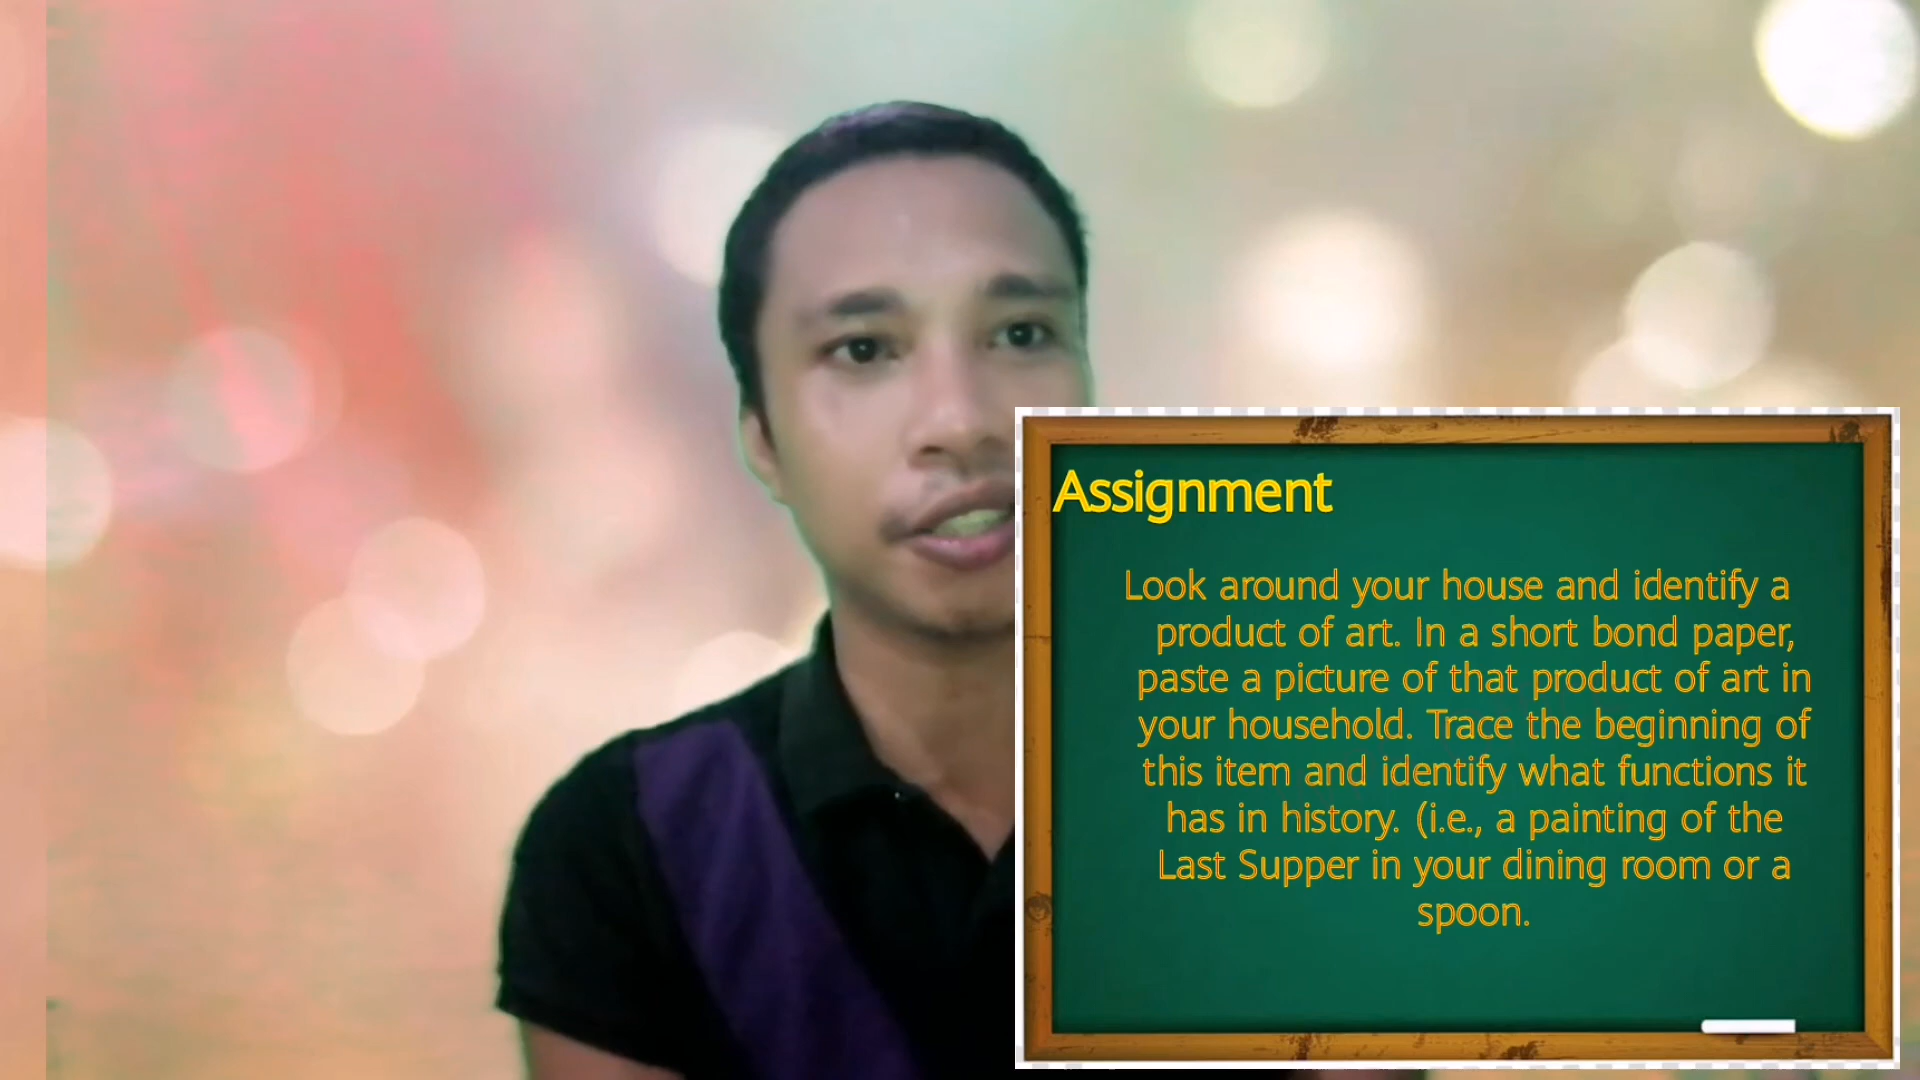 Assignment
Look around your house and identify a
product of art. In a short bond paper,
paste a picture of that product of art in
your household. Trace the beginning of
this item and identify what functions it
has in history. (i.e., a painting of the
Last Supper in your dining room or a
spoon.